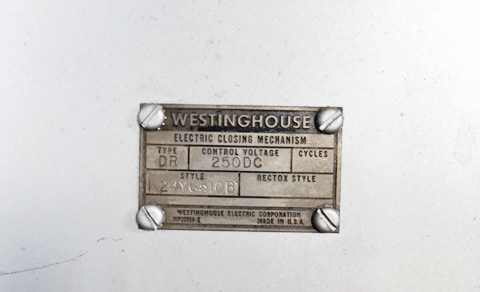 WESTINGHOUSE
ELECTRIC CLOSING MECHANISM
TYPE CONTROL VOLTAGE CYCLES
DR 250DC
STYLE RECTOX STYLE
WESTINGHOUSE ELECTRIC CORPORATION
MADE IN U.S.A.